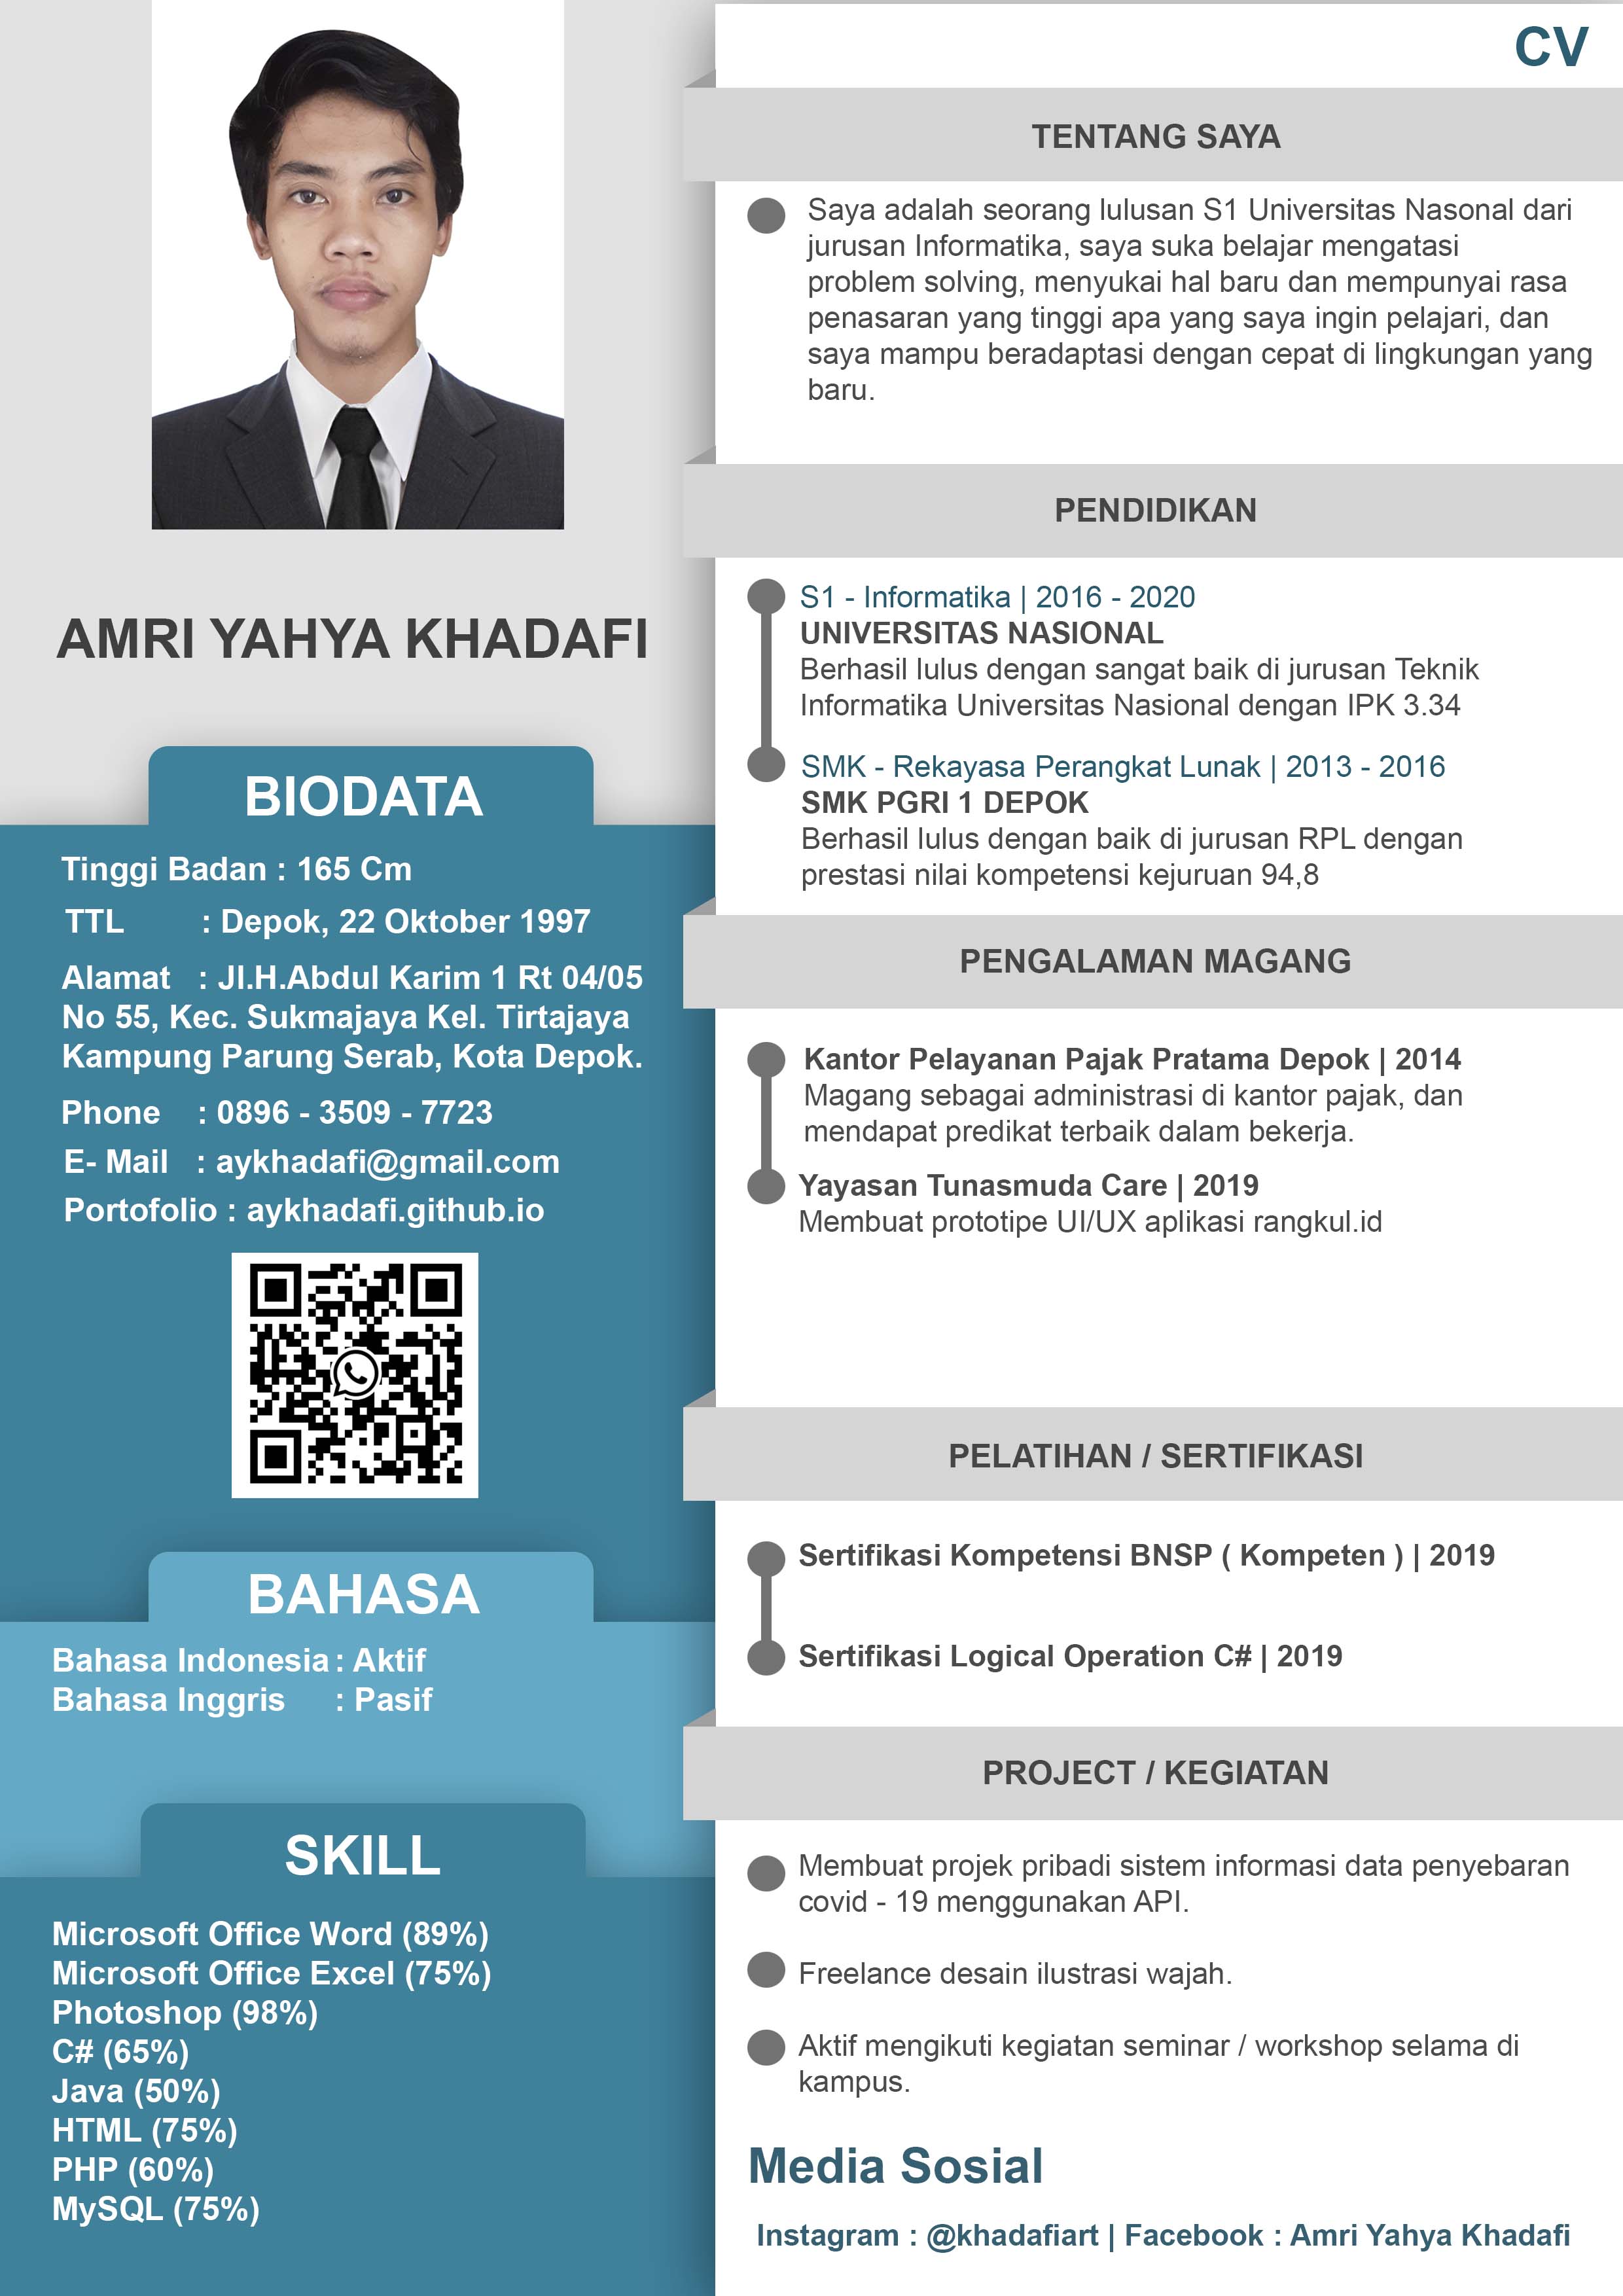 AMRI YAHYA KHADAFI
BIODATA
Tinggi Badan : 165 Cm
TTL : Depok, 22 Oktober 1997
Alamat : Jl.H.Abdul Karim 1 Rt 04/05
No 55, Kec. Sukmajaya Kel. Tirtajaya
Kampung Parung Serab, Kota Depok.
Phone : 0896 - 3509 - 7723
E- Mail : aykhadafi@gmail.com
Portofolio : aykhadafi.github.io
BAHASA
Bahasa Indonesia : Aktif
Bahasa Inggris : Pasif
SKILL
Microsoft Office Word (89%)
Microsoft Office Excel (75%)
Photoshop (98%)
C# (65%)
Java (50%)
HTML (75%)
PHP (60%)
MySQL (75%)
CV
TENTANG SAYA
Saya adalah seorang lulusan S1 Universitas Nasonal dari
jurusan Informatika, saya suka belajar mengatasi
problem solving, menyukai hal baru dan mempunyai rasa
penasaran yang tinggi apa yang saya ingin pelajari, dan
saya mampu beradaptasi dengan cepat di lingkungan yang
baru.
PENDIDIKAN
S1 - Informatika | 2016 - 2020
UNIVERSITAS NASIONAL
Berhasil lulus dengan sangat baik di jurusan Teknik
Informatika Universitas Nasional dengan IPK 3.34
SMK - Rekayasa Perangkat Lunak | 2013 - 2016
SMK PGRI 1 DEPOK
Berhasil lulus dengan baik di jurusan RPL dengan
prestasi nilai kompetensi kejuruan 94,8
PENGALAMAN MAGANG
Kantor Pelayanan Pajak Pratama Depok | 2014
Magang sebagai administrasi di kantor pajak, dan
mendapat predikat terbaik dalam bekerja.
Yayasan Tunasmuda Care | 2019
Membuat prototipe UI/UX aplikasi rangkul.id
PELATIHAN / SERTIFIKASI
Sertifikasi Kompetensi BNSP ( Kompeten ) | 2019
Sertifikasi Logical Operation C# | 2019
PROJECT / KEGIATAN
Membuat projek pribadi sistem informasi data penyebaran
covid - 19 menggunakan API.
Freelance desain ilustrasi wajah.
Aktif mengikuti kegiatan seminar / workshop selama di
kampus.
Media Sosial
Instagram : @khadafiart | Facebook : Amri Yahya Khadafi